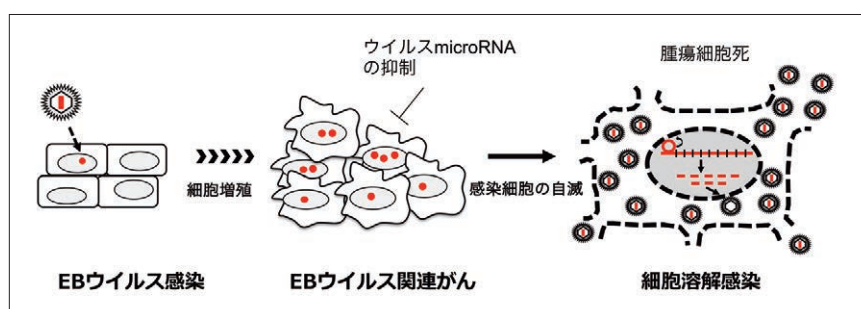 ウイルスmicroRNA
の抑制
腫瘍細胞死
細胞増殖
感染細胞の自滅
EBウイルス感染
EBウイルス関連がん
細胞溶解感染